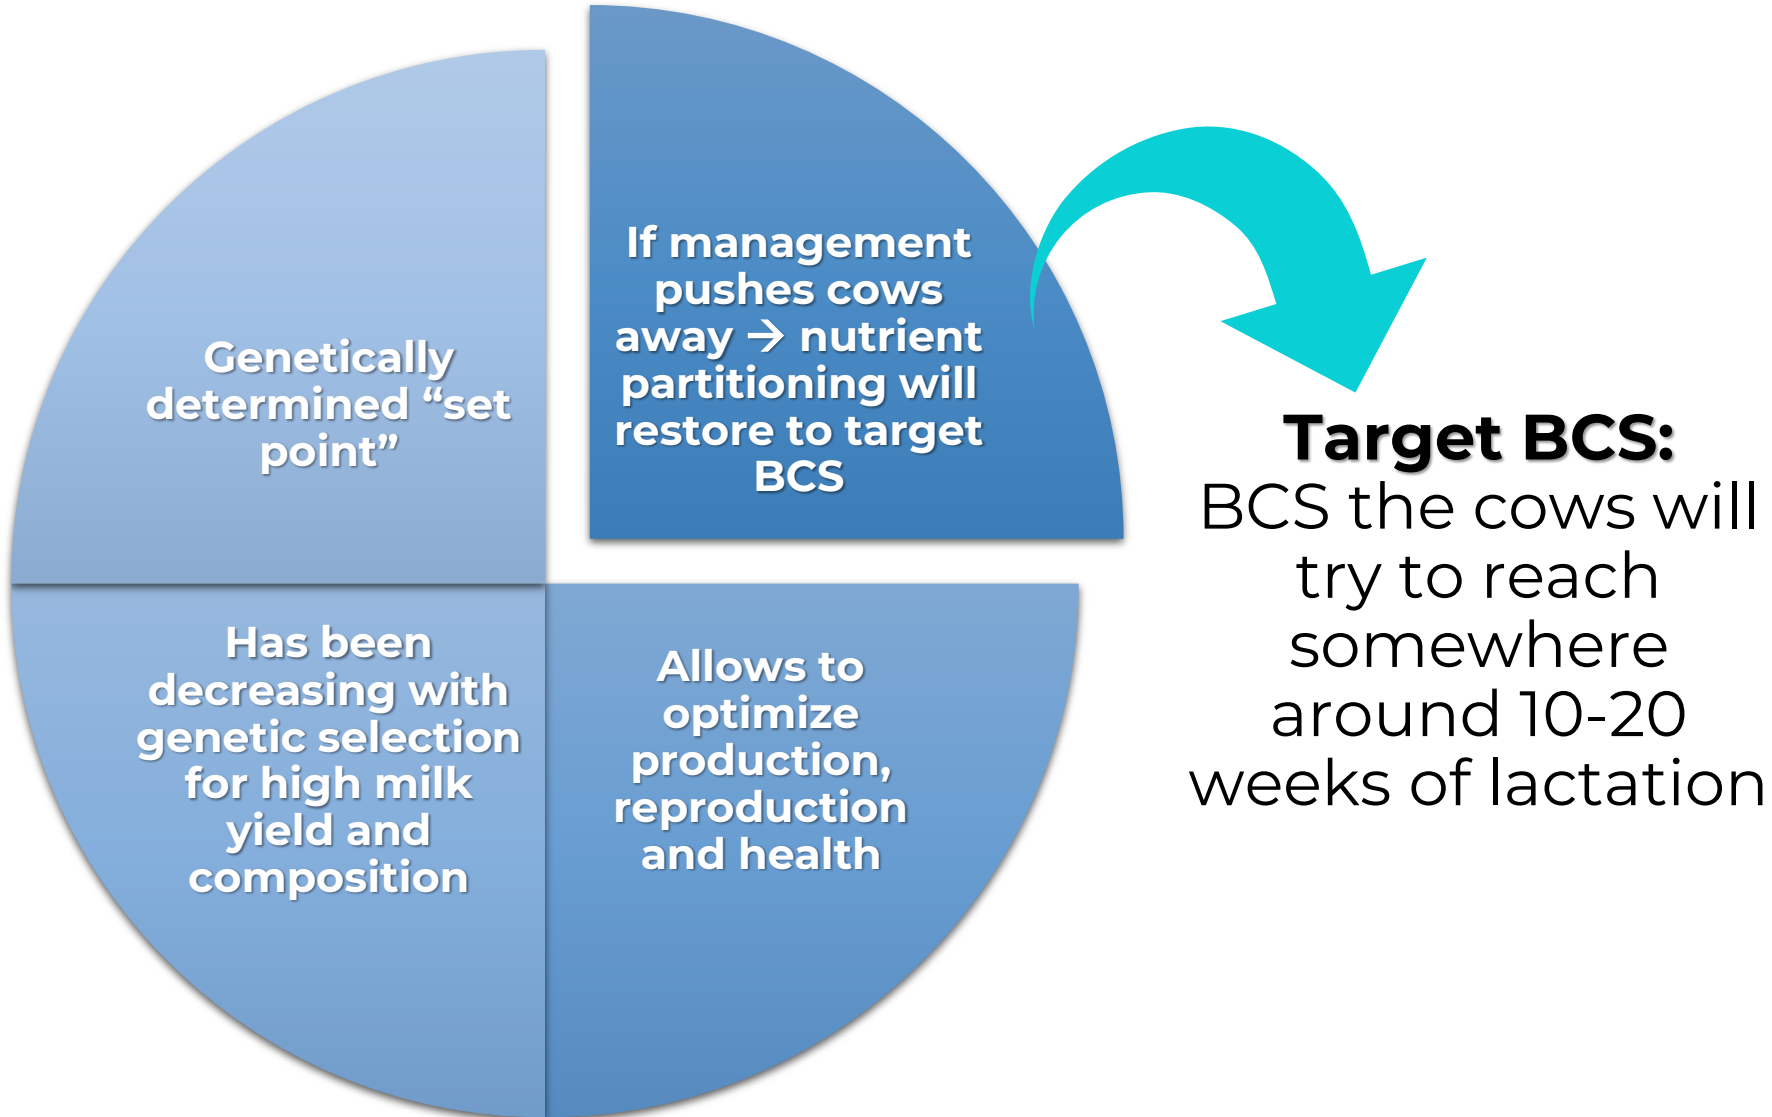 Genetically
determined “set
point”
If management
pushes cows
away → nutrient
partitioning will
restore to target
BCS
Has been
decreasing with
genetic selection
for high milk
yield and
composition
Allows to
optimize
production,
reproduction
and health
Target BCS:
BCS the cows will
try to reach
somewhere
around 10-20
weeks of lactation